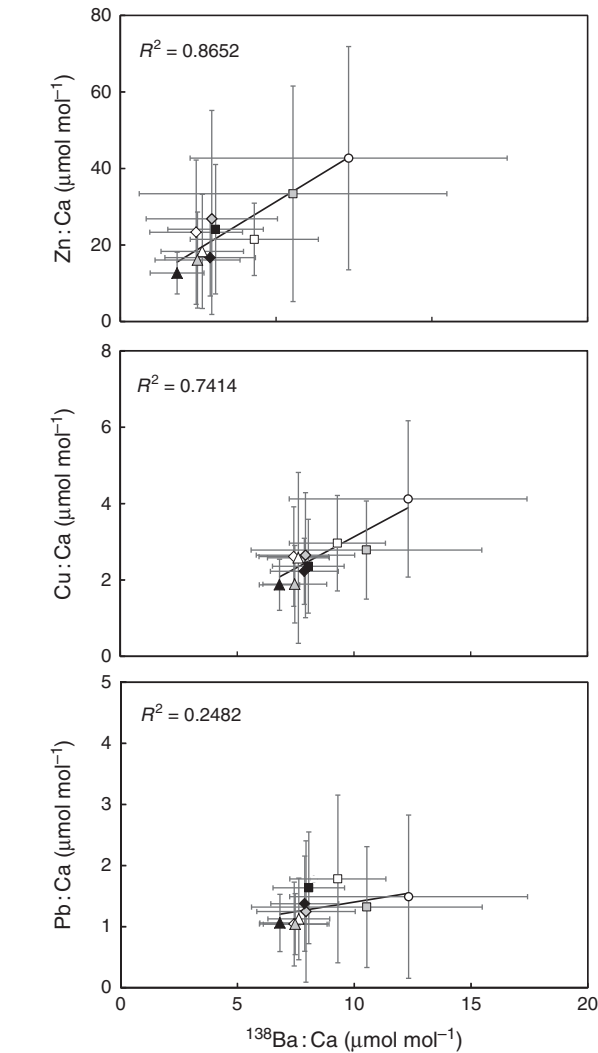 80
R² = 0.8652
60
40
20
0
Zn : Ca (μmol mol⁻¹)
8
R² = 0.7414
6
4
2
0
Cu : Ca (μmol mol⁻¹)
5
R² = 0.2482
4
3
2
1
0
Pb : Ca (μmol mol⁻¹)
0 5 10 15 20
¹³⁸Ba : Ca (μmol mol⁻¹)